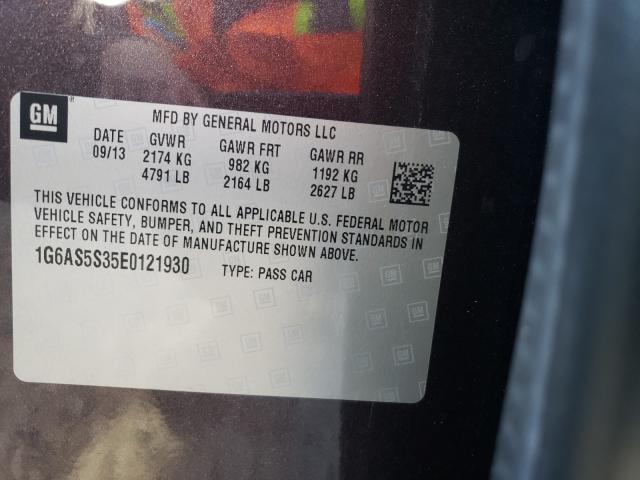 GM
MFD BY GENERAL MOTORS LLC
DATE GVWR GAWR FRT GAWR RR
09/13 2174 KG 982 KG 1192 KG
4791 LB 2164 LB 2627 LB
THIS VEHICLE CONFORMS TO ALL APPLICABLE U.S. FEDERAL MOTOR
VEHICLE SAFETY, BUMPER, AND THEFT PREVENTION STANDARDS IN
EFFECT ON THE DATE OF MANUFACTURE SHOWN ABOVE.
1G6AS5S35E0121930 TYPE: PASS CAR